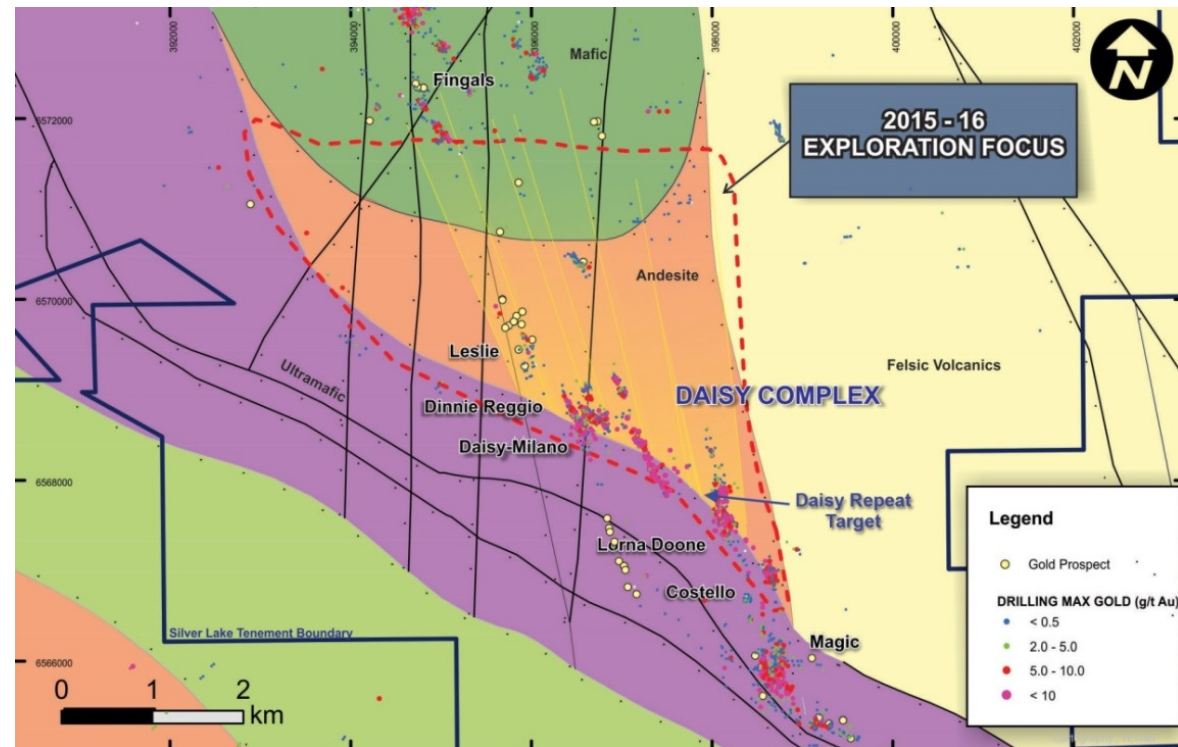 392000
394000
396000
398000
400000
402000
N
Mafic
Fingals
2015 - 16
EXPLORATION FOCUS
6572000
Andesite
6570000
Leslie
Ultramafic
Felsic Volcanics
DAISY COMPLEX
Dinnie Reggio
Daisy-Milano
6568000
Daisy Repeat
Target
Lorna Doone
Costello
Silver Lake Tenement Boundary
Magic
6566000
0 1 2
km
Legend
Gold Prospect
DRILLING MAX GOLD (g/t Au)
< 0.5
2.0 - 5.0
5.0 - 10.0
< 10